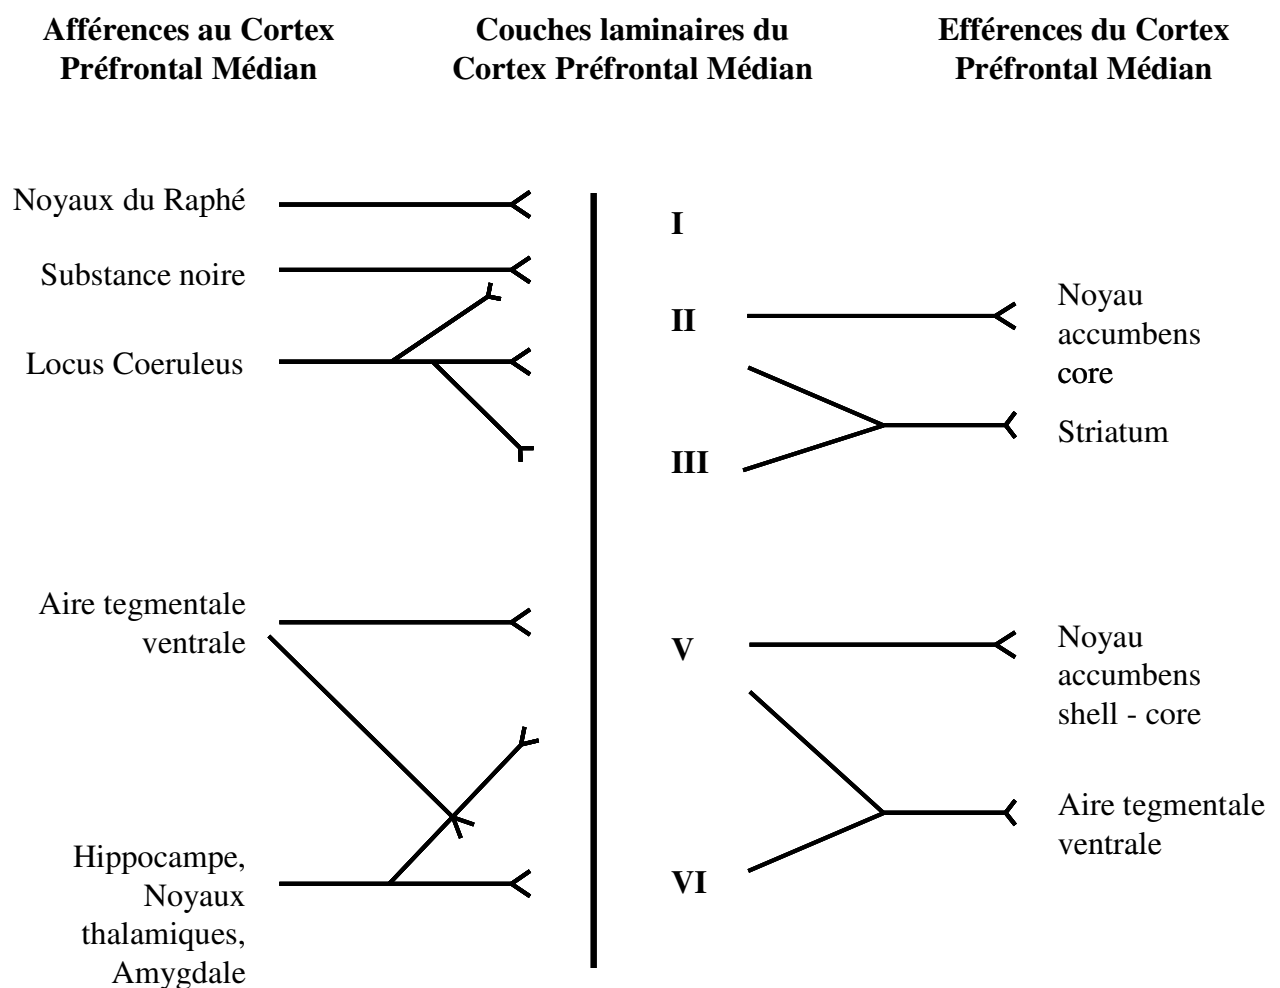 Afférences au Cortex
Préfrontal Médian
Couches laminaires du
Cortex Préfrontal Médian
Efférences du Cortex
Préfrontal Médian
Noyaux du Raphé
Substance noire
Locus Coeruleus
Aire tegmentale
ventrale
Hippocampe,
Noyaux
thalamiques,
Amygdale
I
II
III
V
VI
Noyau
accumbens
core
Striatum
Noyau
accumbens
shell - core
Aire tegmentale
ventrale